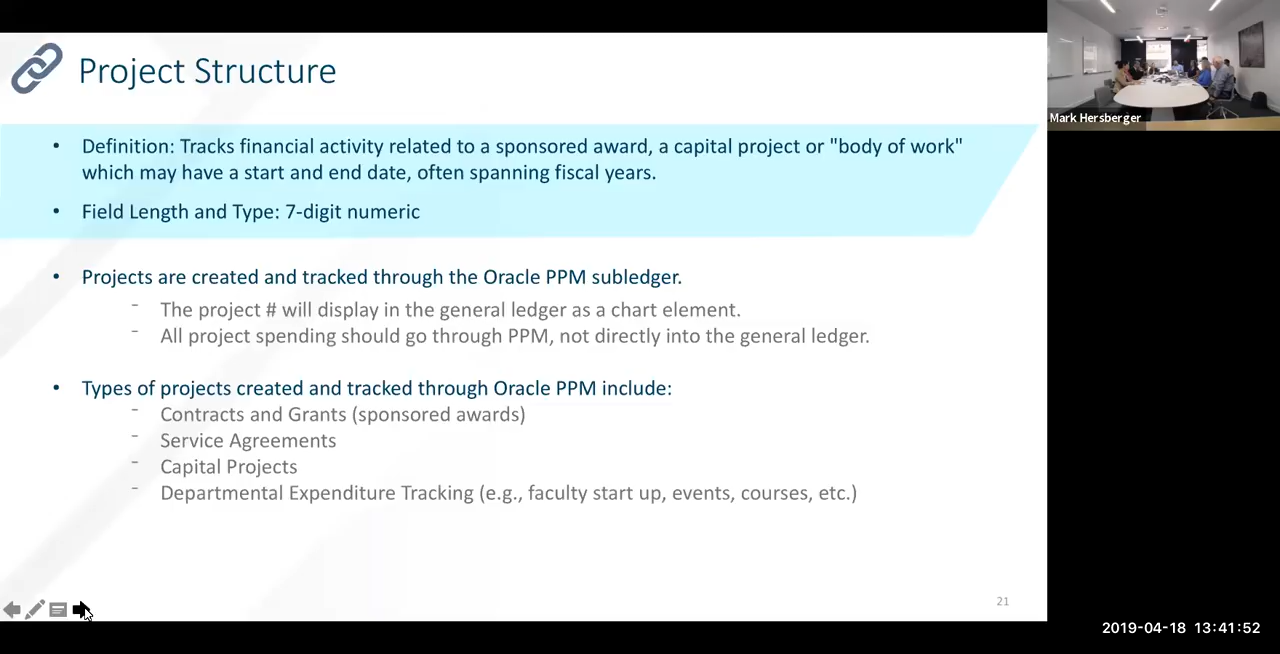 Project Structure
• Definition: Tracks financial activity related to a sponsored award, a capital project or "body of work"
which may have a start and end date, often spanning fiscal years.
• Field Length and Type: 7-digit numeric
• Projects are created and tracked through the Oracle PPM subledger.
- The project # will display in the general ledger as a chart element.
- All project spending should go through PPM, not directly into the general ledger.
• Types of projects created and tracked through Oracle PPM include:
- Contracts and Grants (sponsored awards)
- Service Agreements
- Capital Projects
- Departmental Expenditure Tracking (e.g., faculty start up, events, courses, etc.)
21
Mark Hersberger
2019-04-18 13:41:52